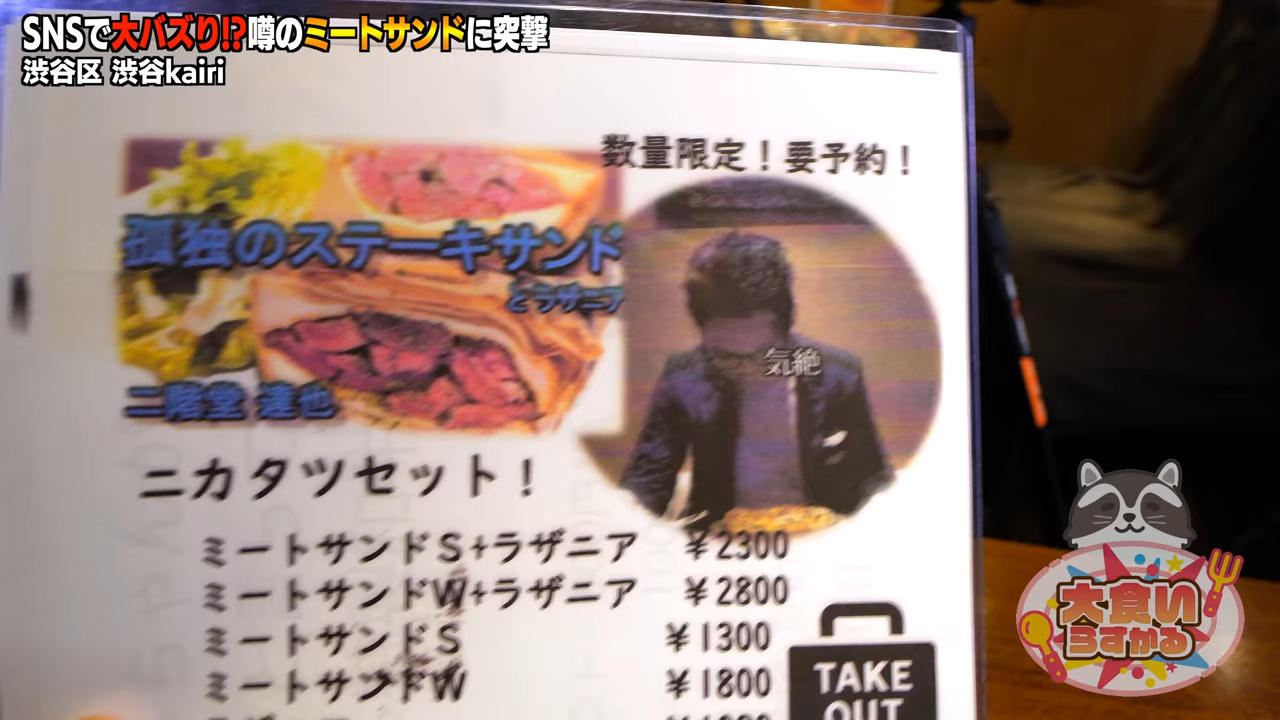 SNSで大バズり!?噂のミートサンドに突撃
渋谷区 渋谷kairi
数量限定！要予約！
孤独のステーキサンド
とラザニア
二階堂 達也
気絶
ニカタツセット！
ミートサンドS+ラザニア ¥2300
ミートサンドW+ラザニア ¥2800
ミートサンドS ¥1300
ミートサンドW ¥1800
TAKE
OUT
大食い
らすかる